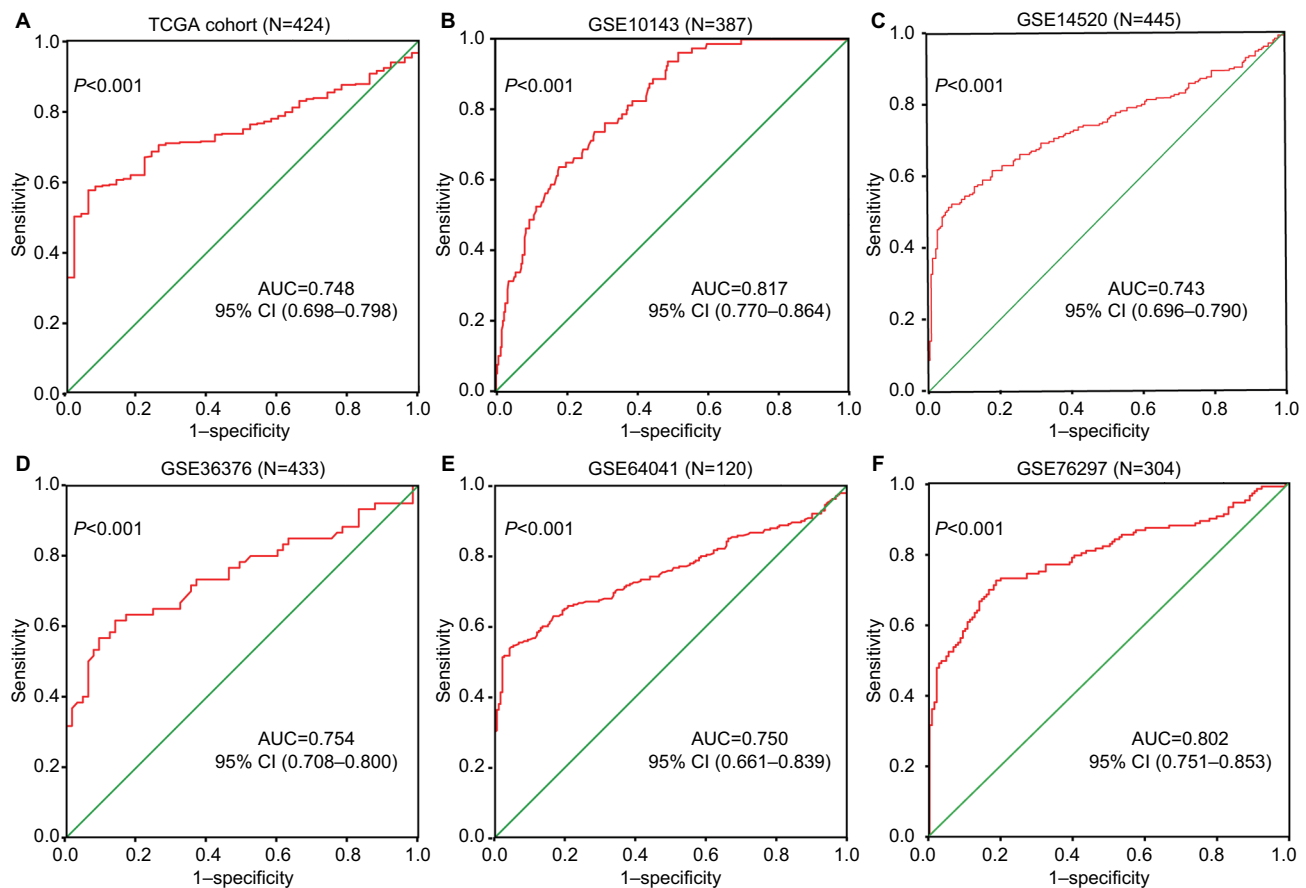 A
TCGA cohort (N=424)
P<0.001
Sensitivity
1.0
0.8
0.6
0.4
0.2
0.0
AUC=0.748
95% CI (0.698–0.798)
0.0 0.2 0.4 0.6 0.8 1.0
1–specificity
B
GSE10143 (N=387)
P<0.001
Sensitivity
1.0
0.8
0.6
0.4
0.2
0.0
AUC=0.817
95% CI (0.770–0.864)
0.0 0.2 0.4 0.6 0.8 1.0
1–specificity
C
GSE14520 (N=445)
P<0.001
Sensitivity
1.0
0.8
0.6
0.4
0.2
0.0
AUC=0.743
95% CI (0.696–0.790)
0.0 0.2 0.4 0.6 0.8 1.0
1–specificity
D
GSE36376 (N=433)
P<0.001
Sensitivity
1.0
0.8
0.6
0.4
0.2
0.0
AUC=0.754
95% CI (0.708–0.800)
0.0 0.2 0.4 0.6 0.8 1.0
1–specificity
E
GSE64041 (N=120)
P<0.001
Sensitivity
1.0
0.8
0.6
0.4
0.2
0.0
AUC=0.750
95% CI (0.661–0.839)
0.0 0.2 0.4 0.6 0.8 1.0
1–specificity
F
GSE76297 (N=304)
P<0.001
Sensitivity
1.0
0.8
0.6
0.4
0.2
0.0
AUC=0.802
95% CI (0.751–0.853)
0.0 0.2 0.4 0.6 0.8 1.0
1–specificity